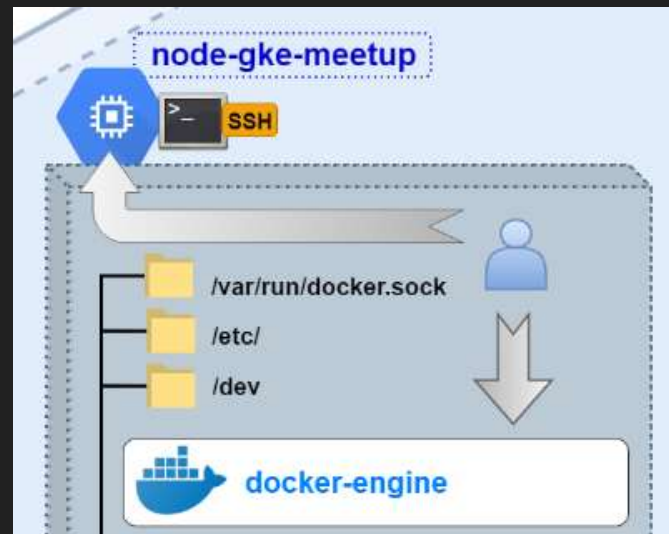 node-gke-meetup
>_
SSH
/var/run/docker.sock
/etc/
/dev
docker-engine